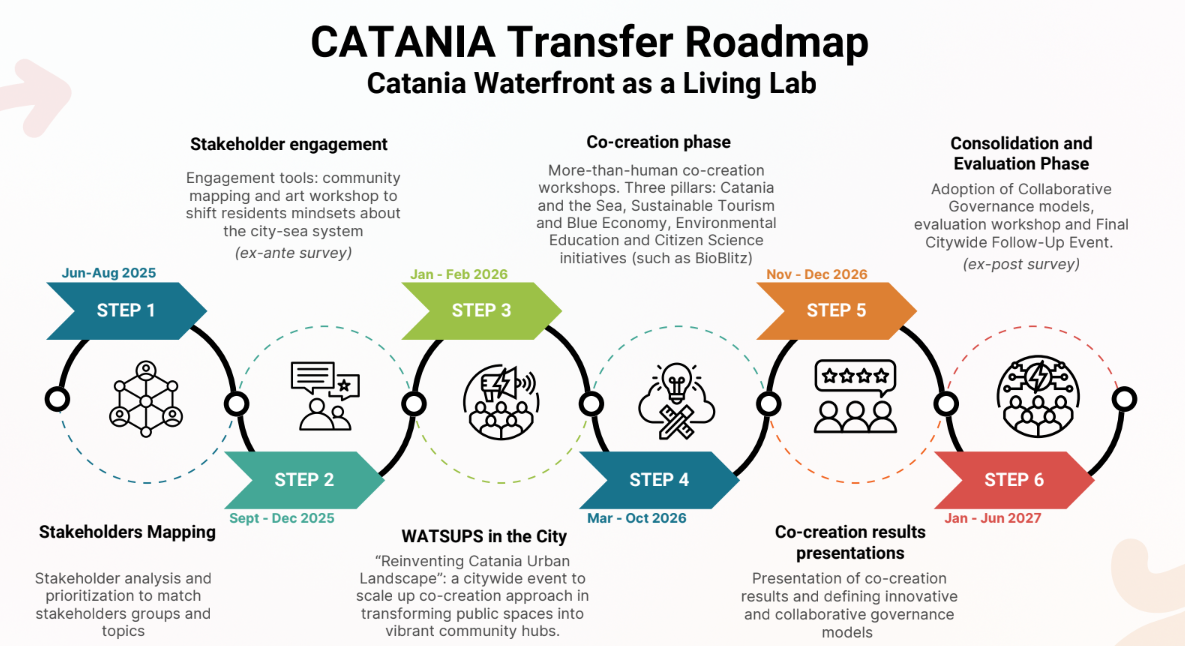 CATANIA Transfer Roadmap
Catania Waterfront as a Living Lab
Stakeholder engagement
Engagement tools: community
mapping and art workshop to
shift residents mindsets about
the city-sea system
(ex-ante survey)
Co-creation phase
More-than-human co-creation
workshops. Three pillars: Catania
and the Sea, Sustainable Tourism
and Blue Economy, Environmental
Education and Citizen Science
initiatives (such as BioBlitz)
Consolidation and
Evaluation Phase
Adoption of Collaborative
Governance models,
evaluation workshop and Final
Citywide Follow-Up Event.
(ex-post survey)
Jun-Aug 2025
STEP 1
Jan - Feb 2026
STEP 3
Nov - Dec 2026
STEP 5
STEP 2
Sept - Dec 2025
STEP 4
Mar - Oct 2026
STEP 6
Jan - Jun 2027
Stakeholders Mapping
Stakeholder analysis and
prioritization to match
stakeholders groups and
topics
WATSUPS in the City
“Reinventing Catania Urban
Landscape”: a citywide event to
scale up co-creation approach in
transforming public spaces into
vibrant community hubs.
Co-creation results
presentations
Presentation of co-creation
results and defining innovative
and collaborative governance
models